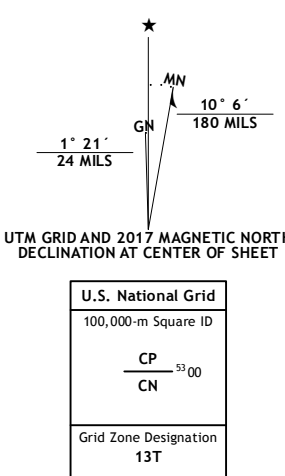 ★
MN
GN
1° 21´
24 MILS
10° 6´
180 MILS
UTM GRID AND 2017 MAGNETIC NORTH
DECLINATION AT CENTER OF SHEET
U.S. National Grid
100,000-m Square ID
CP
53 00
CN
Grid Zone Designation
13T